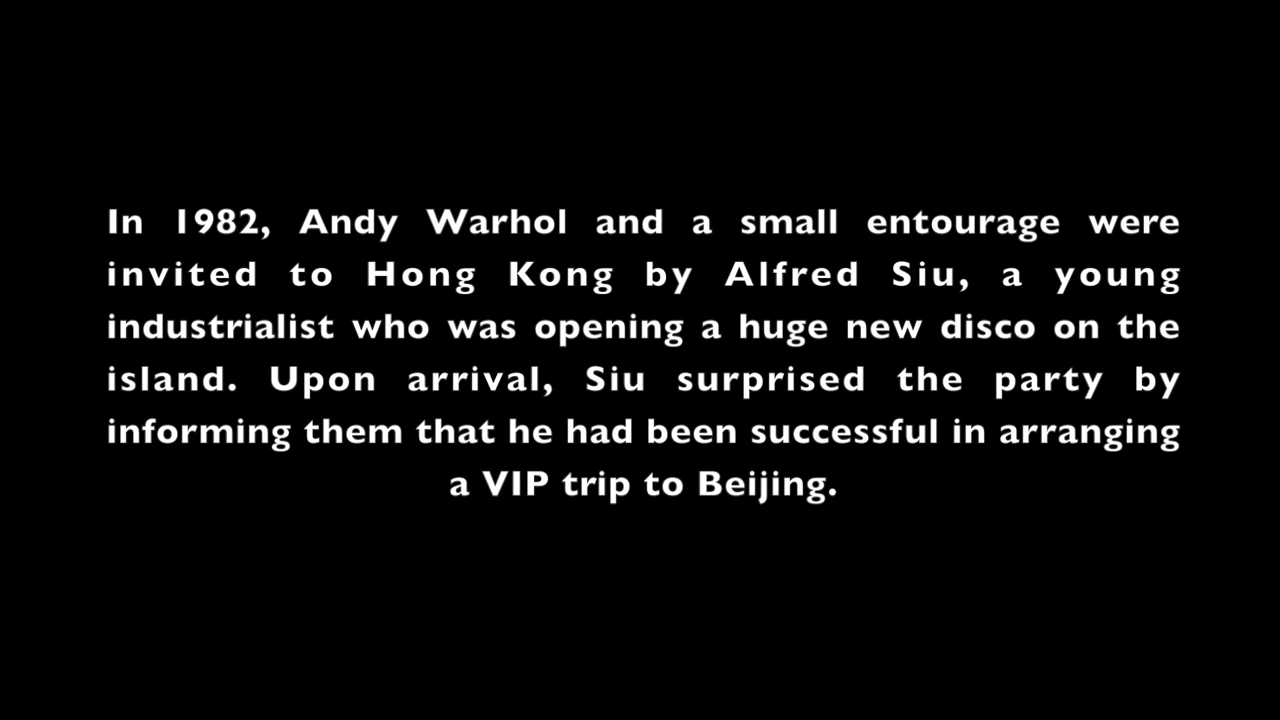 In 1982, Andy Warhol and a small entourage were
invited to Hong Kong by Alfred Siu, a young
industrialist who was opening a huge new disco on the
island. Upon arrival, Siu surprised the party by
informing them that he had been successful in arranging
a VIP trip to Beijing.